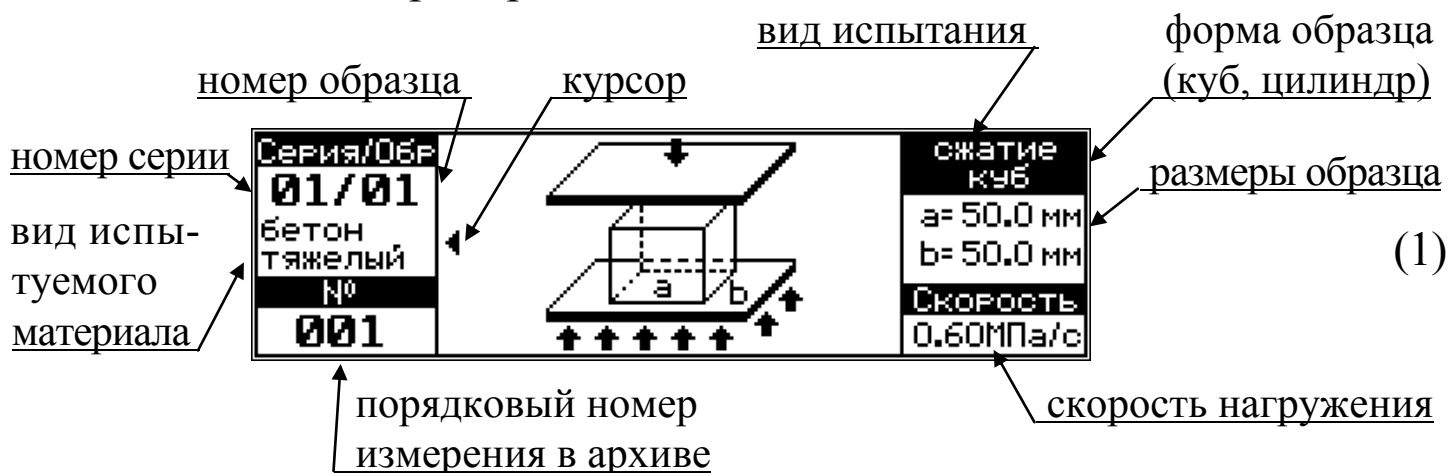 вид испытания
форма образца
(куб, цилиндр)
номер образца
курсор
номер серии
размеры образца
вид испы-
туемого
материала
Серия/Обр
01/01
бетон
тяжелый
№
001
a
b
сжатие
куб
a= 50.0 мм
b= 50.0 мм
Скорость
0.60МПа/с
(1)
порядковый номер
измерения в архиве
скорость нагружения